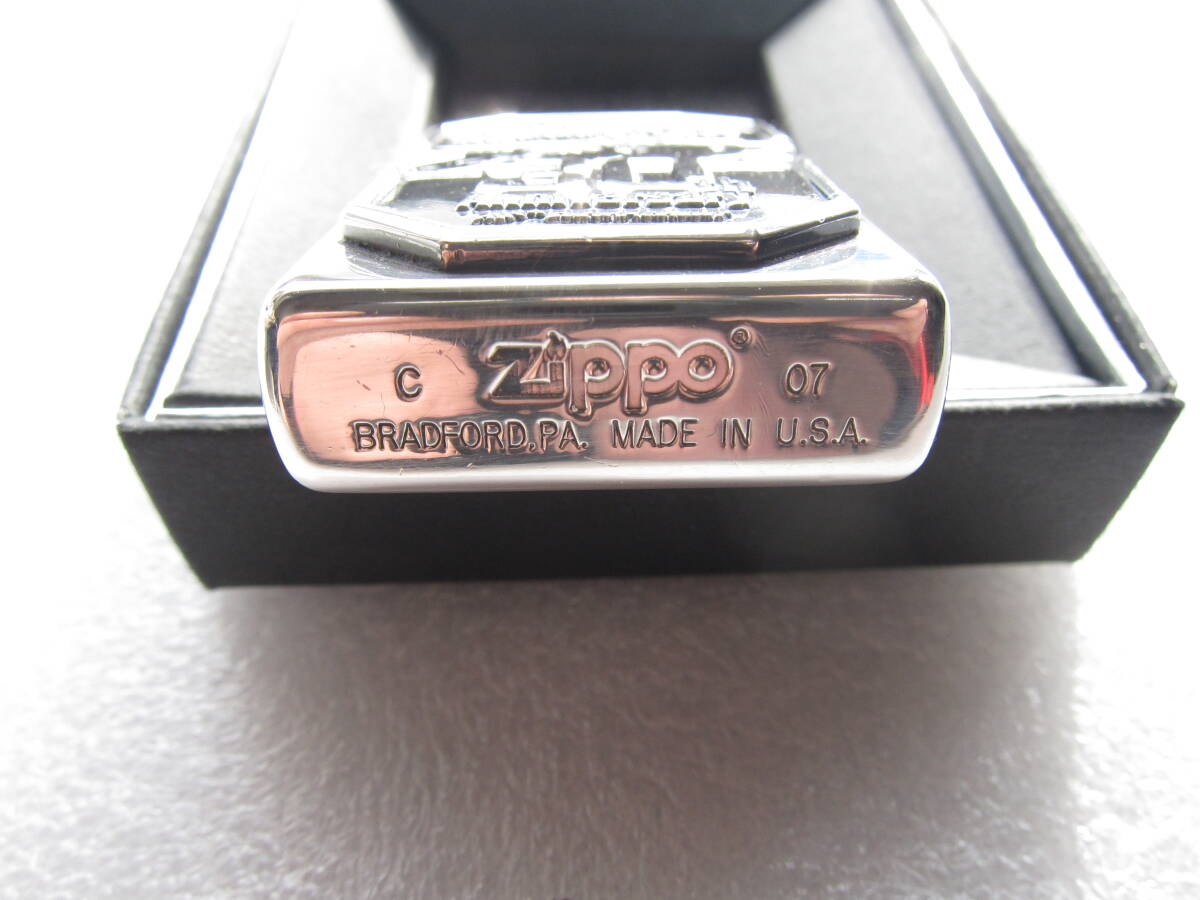 C Zippo® 07
BRADFORD,PA. MADE IN U.S.A.